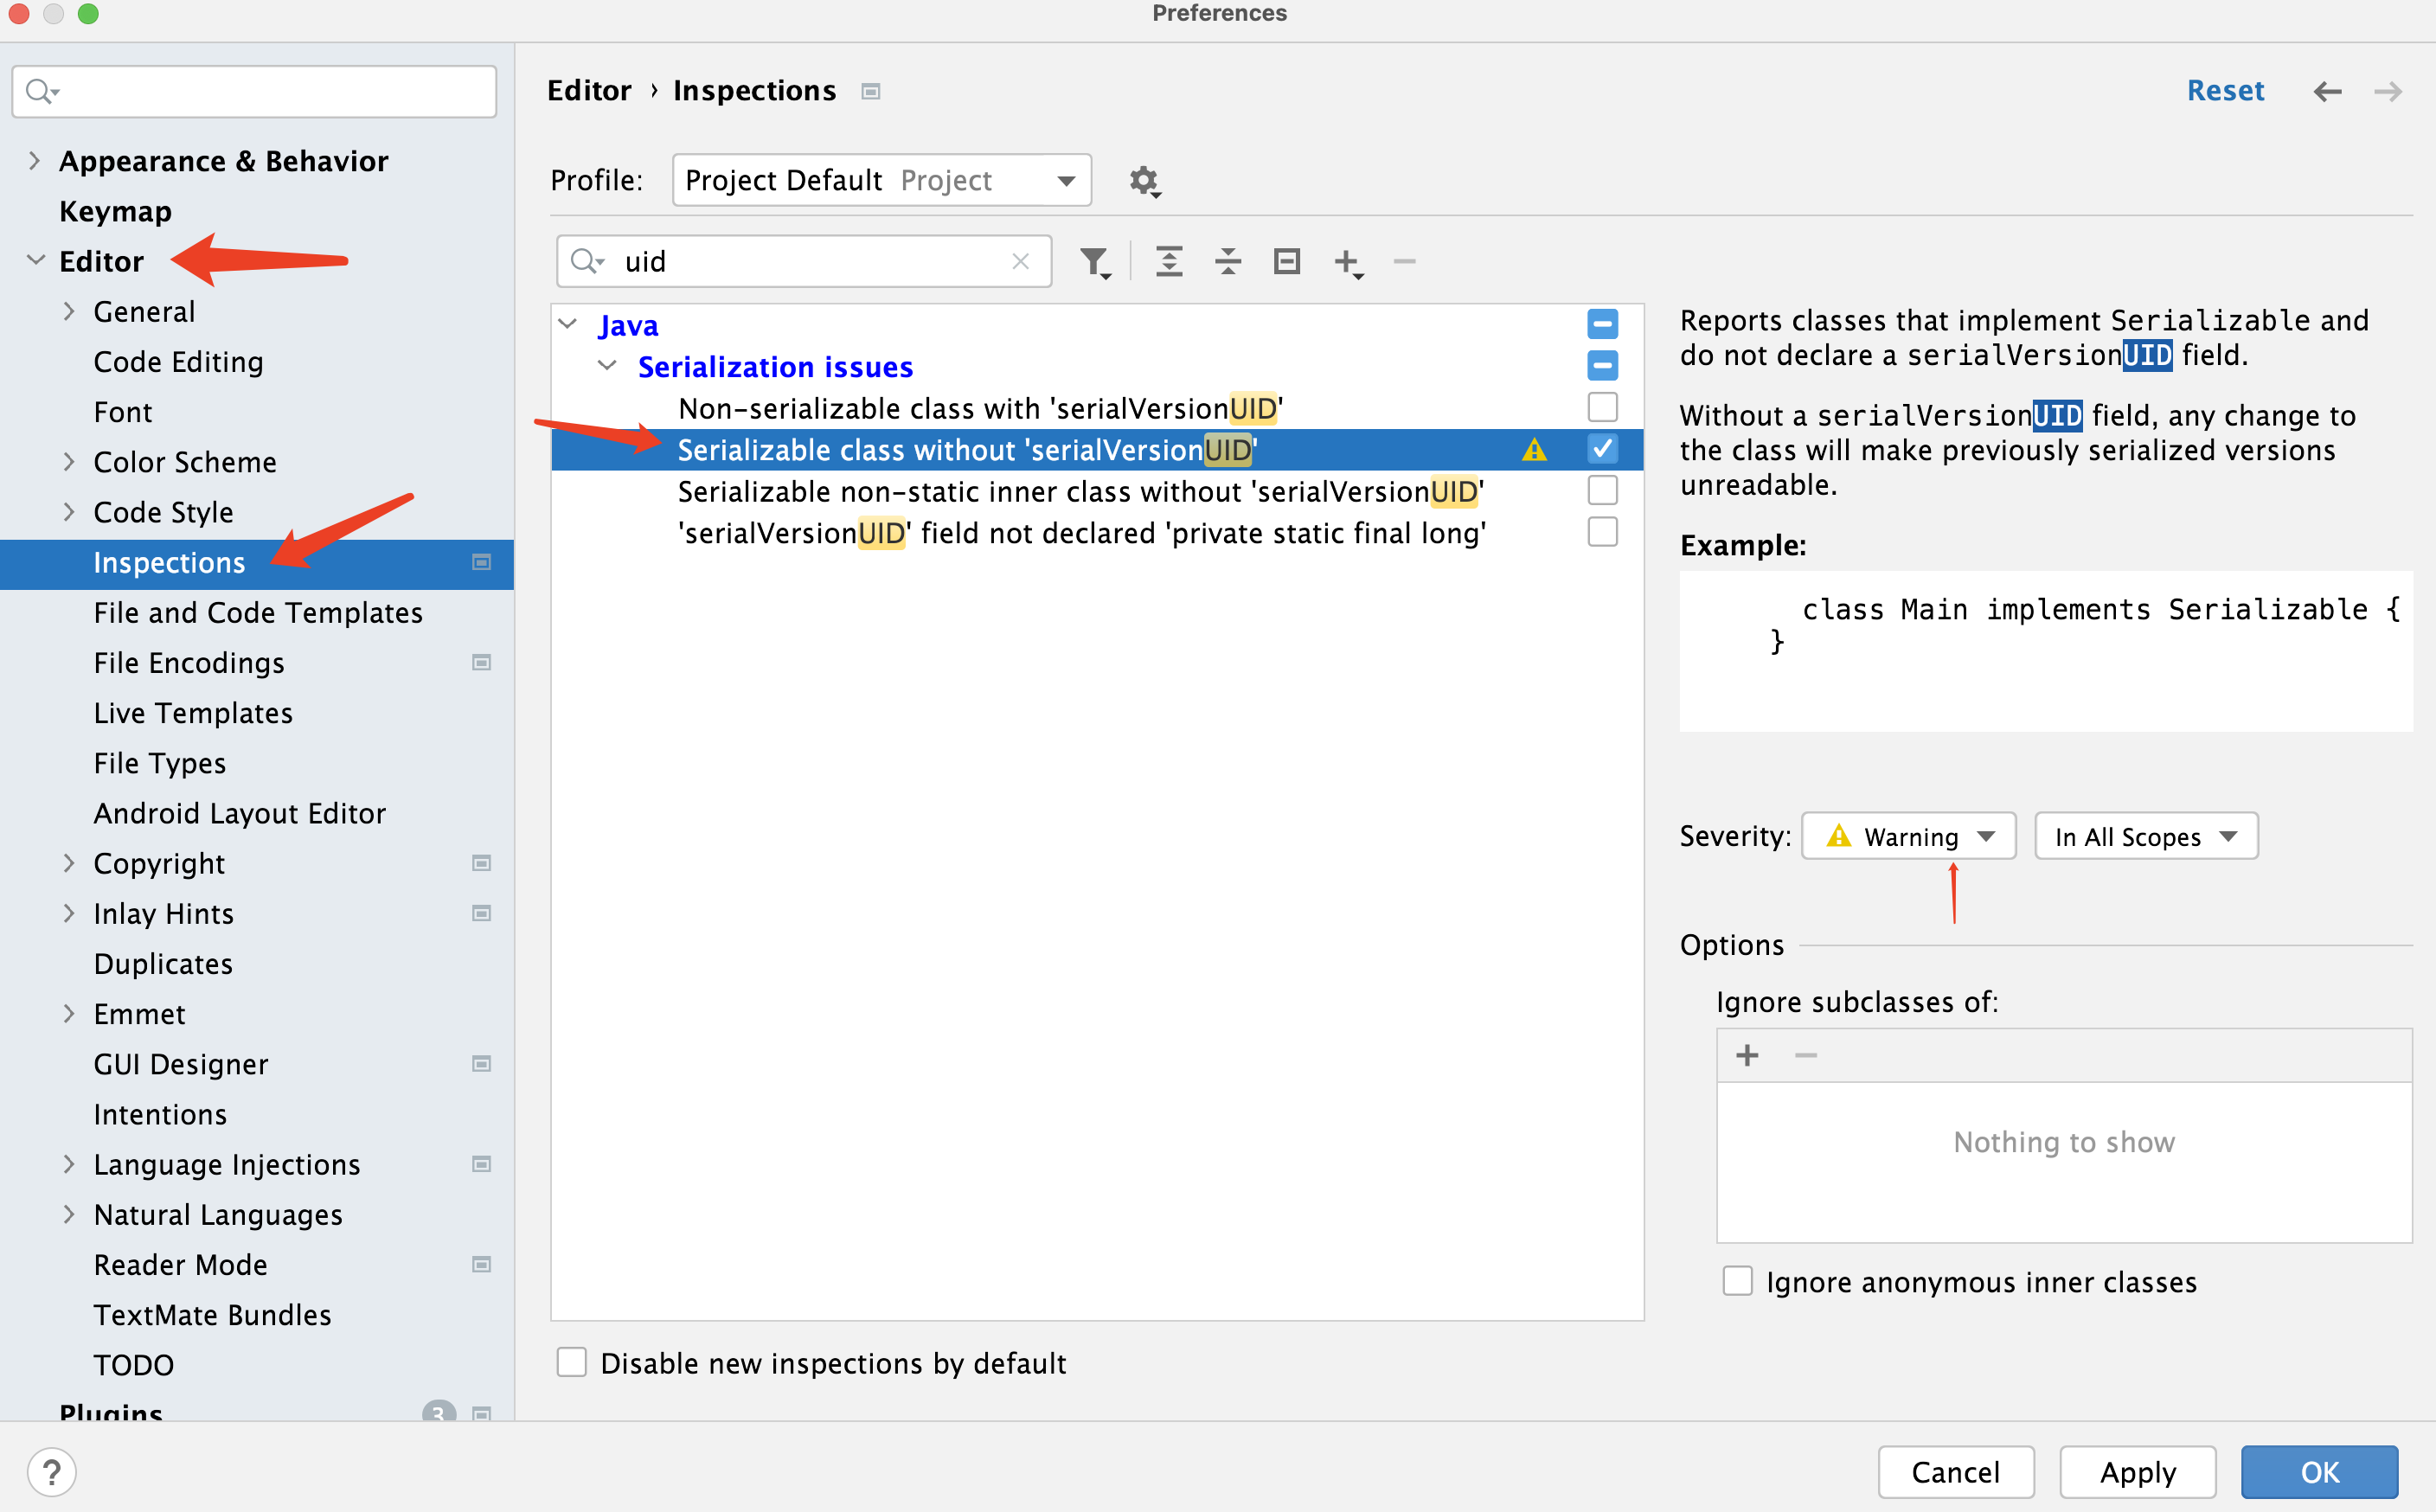 Preferences
Appearance & Behavior
Keymap
Editor
General
Code Editing
Font
Color Scheme
Code Style
Inspections
File and Code Templates
File Encodings
Live Templates
File Types
Android Layout Editor
Copyright
Inlay Hints
Duplicates
Emmet
GUI Designer
Intentions
Language Injections
Natural Languages
Reader Mode
TextMate Bundles
TODO
Plugins 3
?
Editor › Inspections
Reset
Profile: Project Default Project
uid
Java
Serialization issues
Non-serializable class with 'serialVersionUID'
Serializable class without 'serialVersionUID'
Serializable non-static inner class without 'serialVersionUID'
'serialVersionUID' field not declared 'private static final long'
Disable new inspections by default
Reports classes that implement Serializable and
do not declare a serialVersionUID field.
Without a serialVersionUID field, any change to
the class will make previously serialized versions
unreadable.
Example:
class Main implements Serializable {
}
Severity: Warning In All Scopes
Options
Ignore subclasses of:
Nothing to show
Ignore anonymous inner classes
Cancel Apply OK